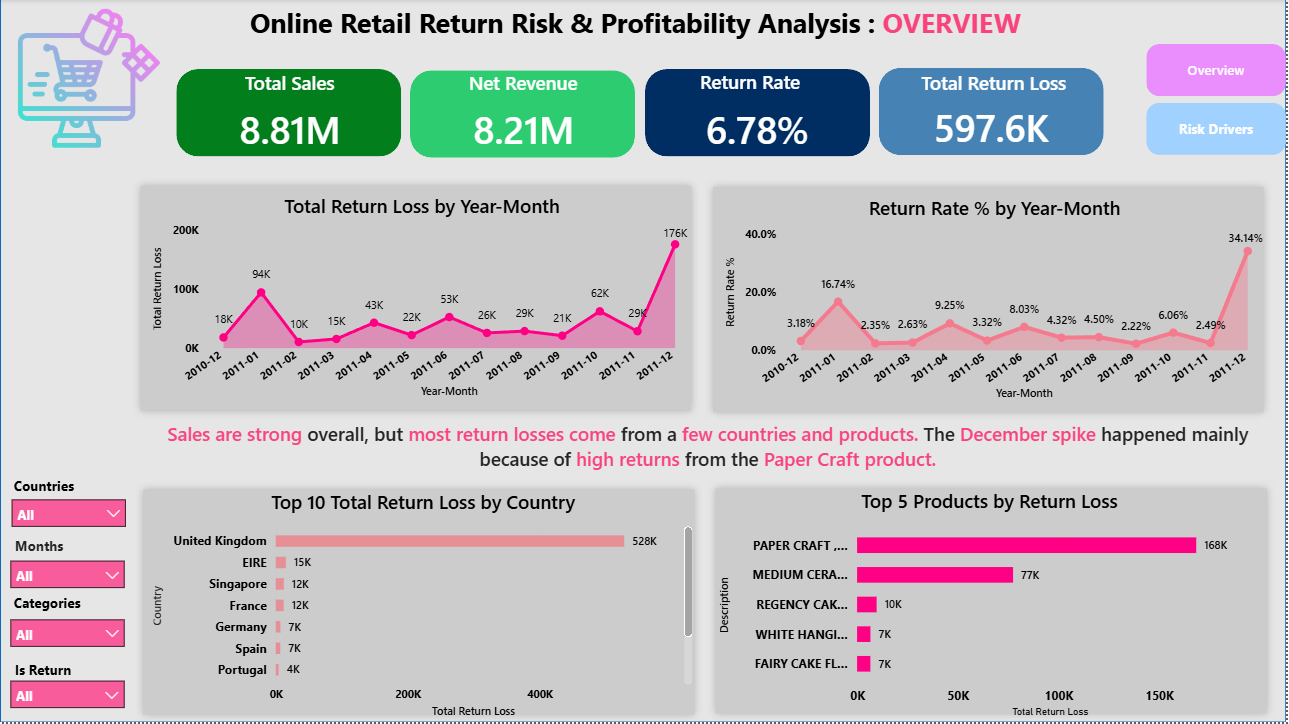 Online Retail Return Risk & Profitability Analysis : OVERVIEW
Total Sales
8.81M
Net Revenue
8.21M
Return Rate
6.78%
Total Return Loss
597.6K
Overview
Risk Drivers
Total Return Loss by Year-Month
Total Return Loss
200K
100K
0K
18K
94K
10K
15K
43K
22K
53K
26K
29K
21K
62K
29K
176K
2010-12
2011-01
2011-02
2011-03
2011-04
2011-05
2011-06
2011-07
2011-08
2011-09
2011-10
2011-11
2011-12
Year-Month
Return Rate % by Year-Month
Return Rate %
40.0%
20.0%
0.0%
3.18%
16.74%
2.35%
2.63%
9.25%
3.32%
8.03%
4.32%
4.50%
2.22%
6.06%
2.49%
34.14%
2010-12
2011-01
2011-02
2011-03
2011-04
2011-05
2011-06
2011-07
2011-08
2011-09
2011-10
2011-11
2011-12
Year-Month
Sales are strong overall, but most return losses come from a few countries and products. The December spike happened mainly
because of high returns from the Paper Craft product.
Countries
All
Months
All
Categories
All
Is Return
All
Top 10 Total Return Loss by Country
Country
United Kingdom 528K
EIRE 15K
Singapore 12K
France 12K
Germany 7K
Spain 7K
Portugal 4K
0K 200K 400K
Total Return Loss
Top 5 Products by Return Loss
Description
PAPER CRAFT ,... 168K
MEDIUM CERA... 77K
REGENCY CAK... 10K
WHITE HANGI... 7K
FAIRY CAKE FL... 7K
0K 50K 100K 150K
Total Return Loss